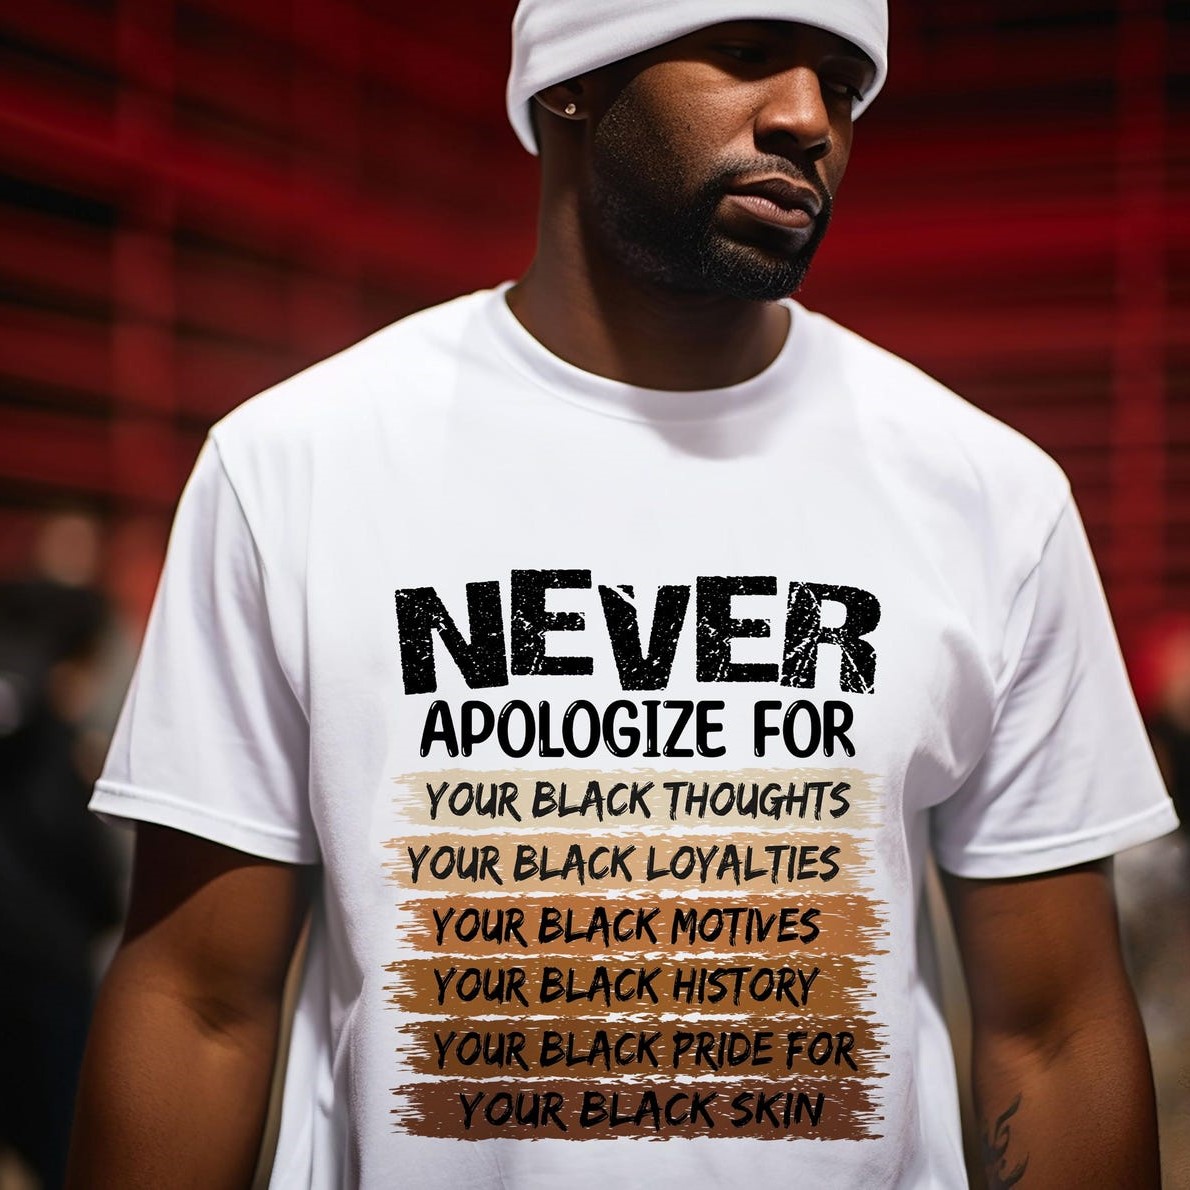 NEVER
APOLOGIZE FOR
YOUR BLACK THOUGHTS
YOUR BLACK LOYALTIES
YOUR BLACK MOTIVES
YOUR BLACK HISTORY
YOUR BLACK PRIDE FOR
YOUR BLACK SKIN